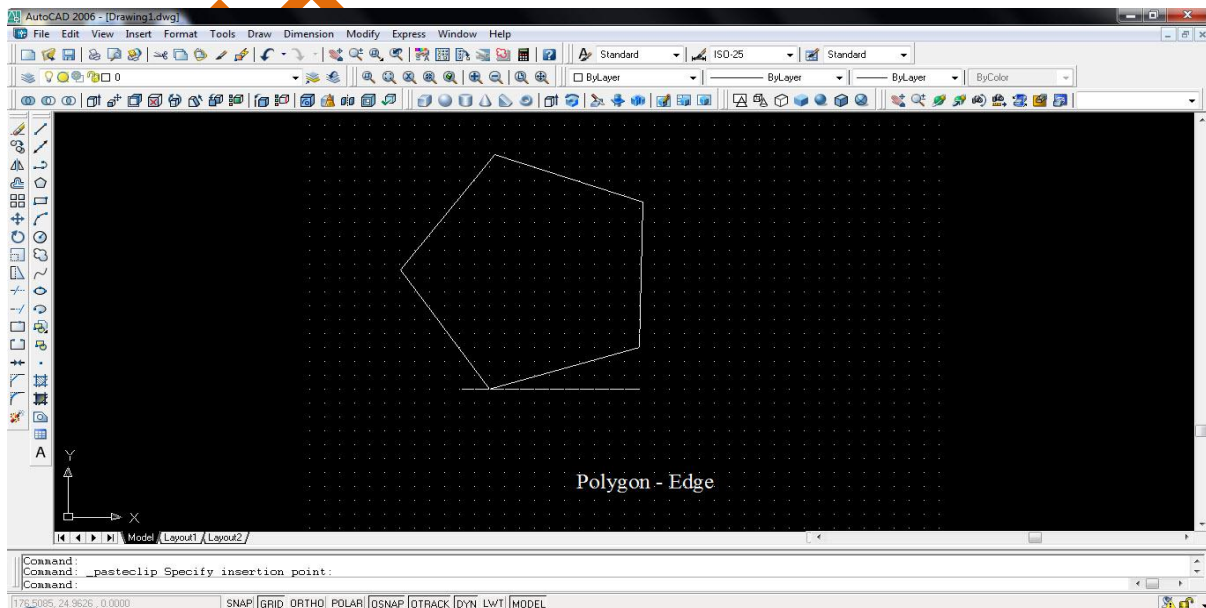 AutoCAD 2006 - [Drawing1.dwg]
File Edit View Insert Format Tools Draw Dimension Modify Express Window Help
Standard ISO-25 Standard
0 ByLayer ByLayer ByLayer ByColor
A
Y
X
Polygon - Edge
Model Layout1 Layout2
Command:
Command: _pasteclip Specify insertion point:
Command:
176.5085, 24.9626, 0.0000 SNAP GRID ORTHO POLAR OSNAP OTRACK DYN LWT MODEL